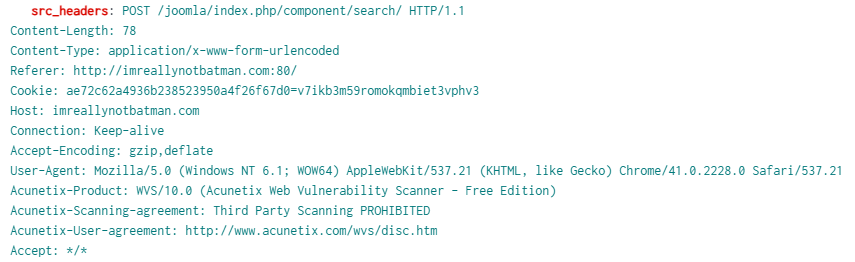 src_headers: POST /joomla/index.php/component/search/ HTTP/1.1
Content-Length: 78
Content-Type: application/x-www-form-urlencoded
Referer: http://imreallynotbatman.com:80/
Cookie: ae72c62a4936b238523950a4f26f67d0=v7ikb3m59romokqmbiet3vphv3
Host: imreallynotbatman.com
Connection: Keep-alive
Accept-Encoding: gzip,deflate
User-Agent: Mozilla/5.0 (Windows NT 6.1; WOW64) AppleWebKit/537.21 (KHTML, like Gecko) Chrome/41.0.2228.0 Safari/537.21
Acunetix-Product: WVS/10.0 (Acunetix Web Vulnerability Scanner - Free Edition)
Acunetix-Scanning-agreement: Third Party Scanning PROHIBITED
Acunetix-User-agreement: http://www.acunetix.com/wvs/disc.htm
Accept: */*